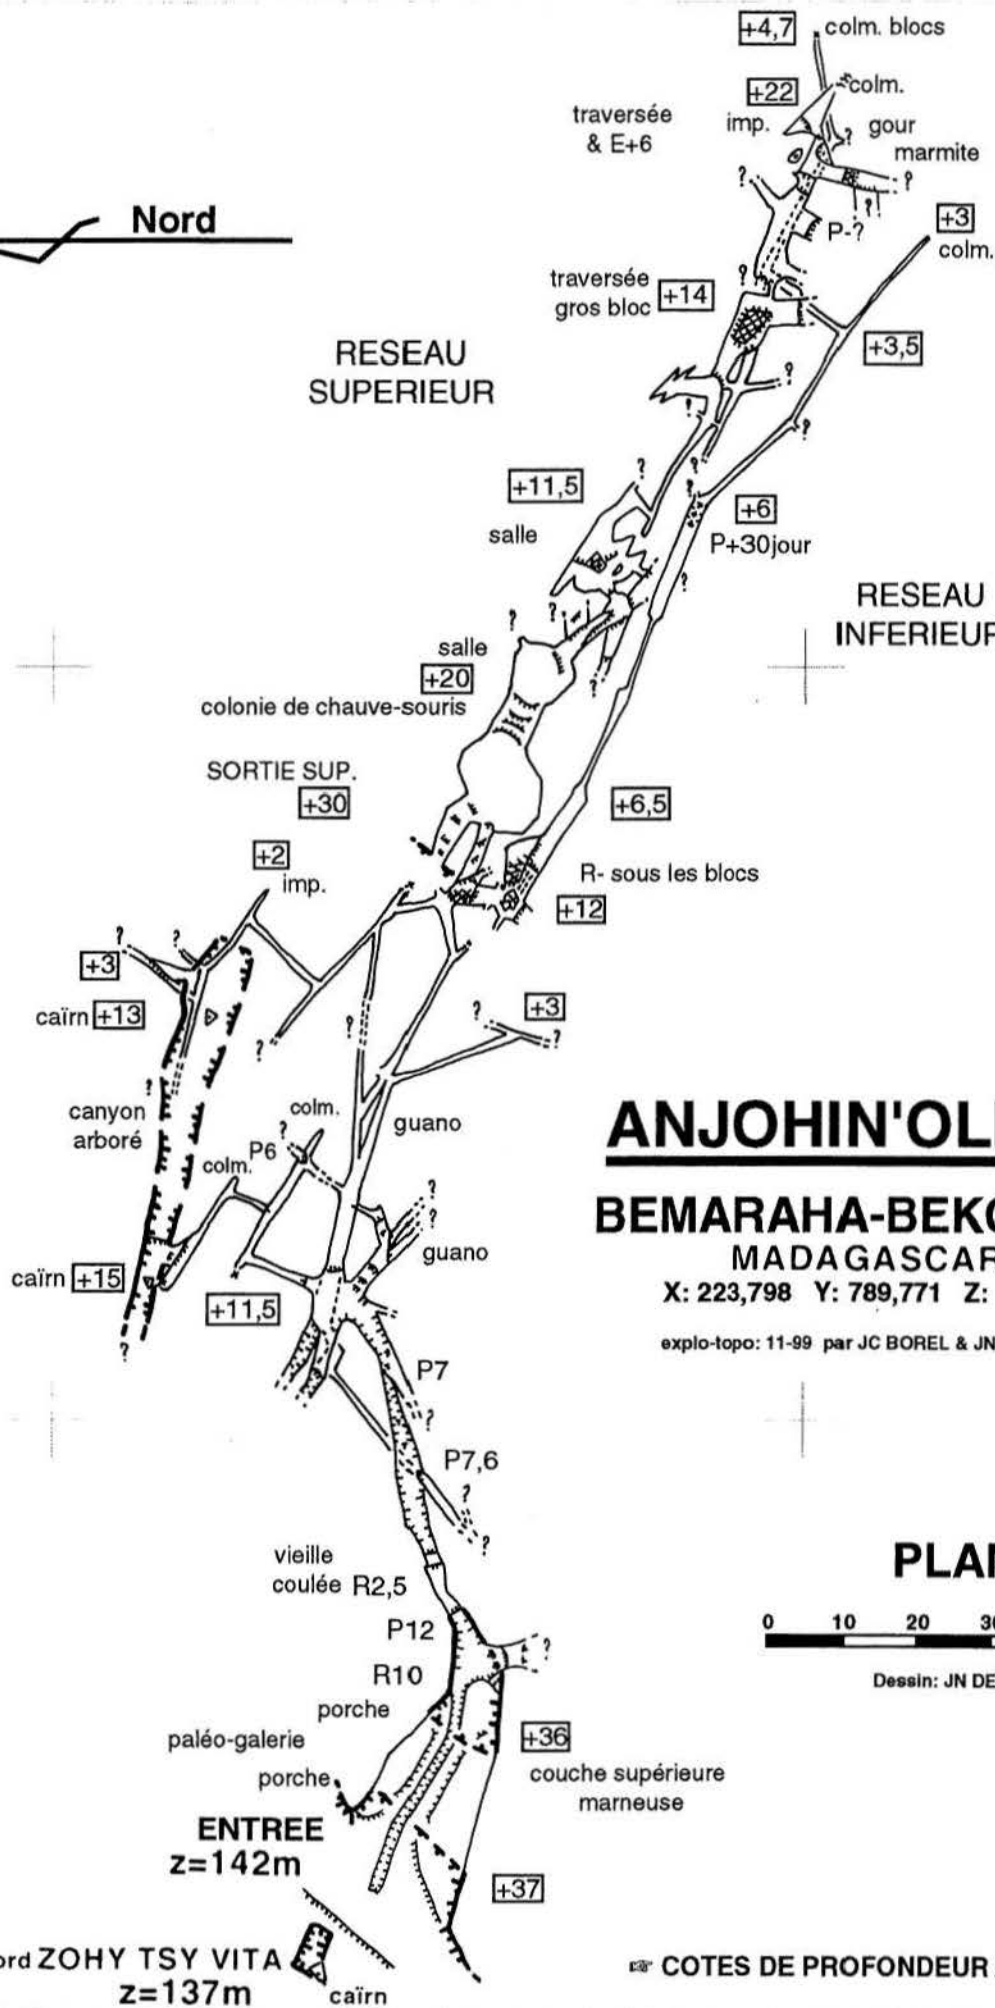 +4,7 colm. blocs
+22 colm.
imp.
traversée
& E+6
gour
marmite
Nord
P-?
+3
colm.
traversée
gros bloc +14
+3,5
RESEAU
SUPERIEUR
+11,5
salle
+6
P+30jour
RESEAU
INFERIEUR
salle
+20
colonie de chauve-souris
SORTIE SUP.
+30
+6,5
+2
imp.
R- sous les blocs
+12
+3
caïrn +13
+3
canyon
arboré
colm.
guano
P6
colm.
guano
caïrn +15
+11,5
ANJOHIN'OL
BEMARAHA-BEK
MADAGASCAR
X: 223,798 Y: 789,771 Z:
explo-topo: 11-99 par JC BOREL & JN
P7
P7,6
vieille
coulée R2,5
PLA
0 10 20
Dessin: JN DE
P12
R10
porche
paléo-galerie
porche
+36
couche supérieure
marneuse
ENTREE
z=142m
+37
ord ZOHY TSY VITA
z=137m
caïrn
☞ COTES DE PROFONDEUR